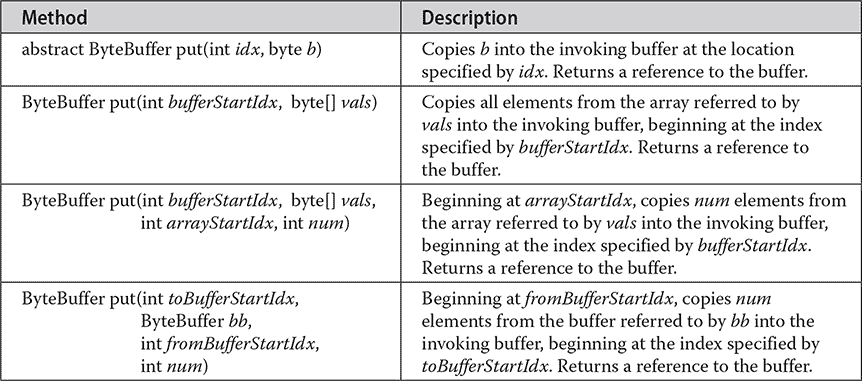 Method Description
abstract ByteBuffer put(int idx, byte b)
Copies b into the invoking buffer at the location
specified by idx. Returns a reference to the buffer.
ByteBuffer put(int bufferStartIdx, byte[] vals)
Copies all elements from the array referred to by
vals into the invoking buffer, beginning at the index
specified by bufferStartIdx. Returns a reference to
the buffer.
ByteBuffer put(int bufferStartIdx, byte[] vals,
int arrayStartIdx, int num)
Beginning at arrayStartIdx, copies num elements from
the array referred to by vals into the invoking buffer,
beginning at the index specified by bufferStartIdx.
Returns a reference to the buffer.
ByteBuffer put(int toBufferStartIdx,
ByteBuffer bb,
int fromBufferStartIdx,
int num)
Beginning at fromBufferStartIdx, copies num
elements from the buffer referred to by bb into the
invoking buffer, beginning at the index specified by
toBufferStartIdx. Returns a reference to the buffer.